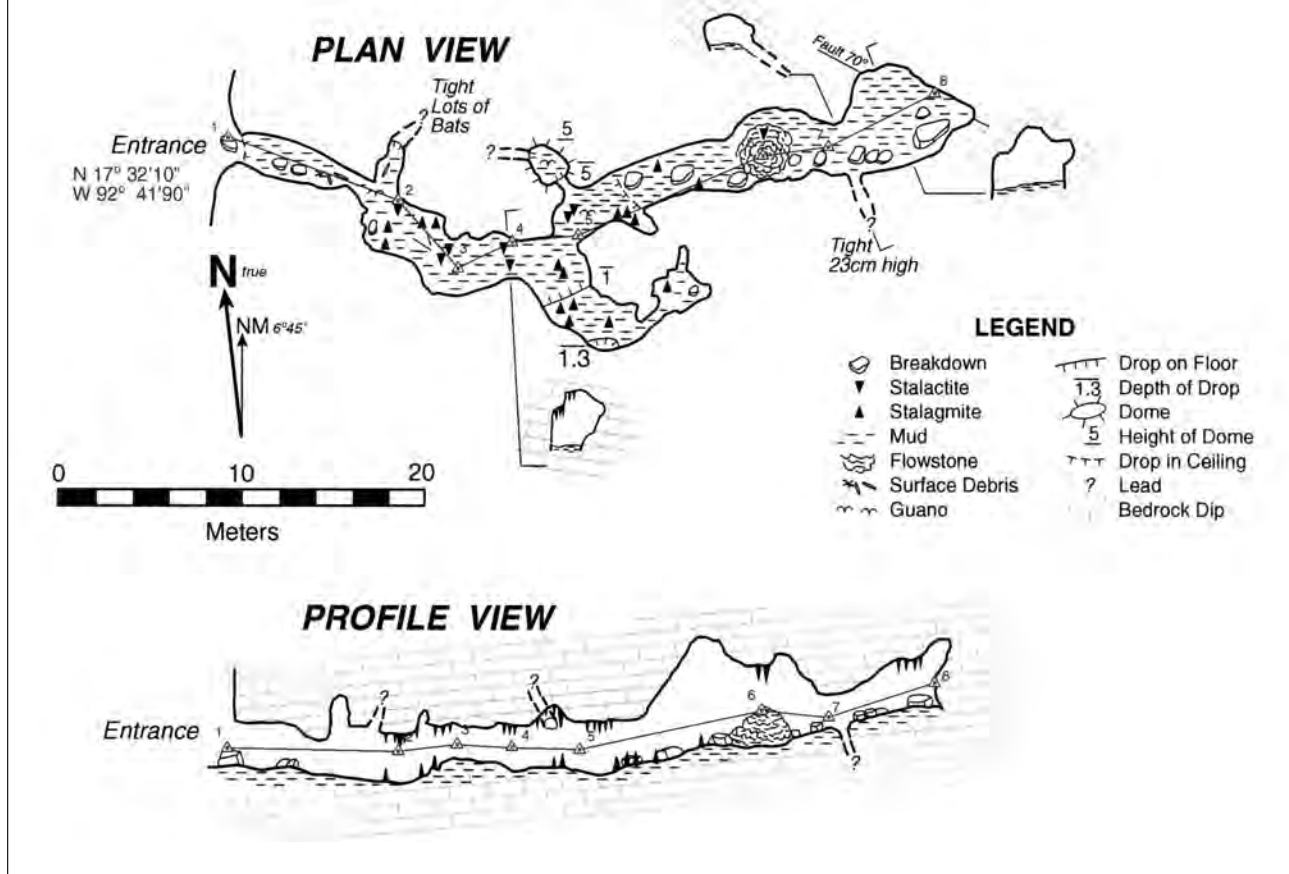 PLAN VIEW
Tight
Lots of
Bats
?
Entrance
N 17° 32'10"
W 92° 41'90"
1
2
3
4
5
7
8
5
5
?
Fault 70°
1
1.3
?
Tight
23cm high
N true
NM 6°45'
0 10 20
Meters
LEGEND
Breakdown
Stalactite
Stalagmite
Mud
Flowstone
Surface Debris
Guano
Drop on Floor
1.3 Depth of Drop
Dome
5 Height of Dome
Drop in Ceiling
? Lead
Bedrock Dip
PROFILE VIEW
Entrance
1
?
2
3
4
?
5
6
7
8
?